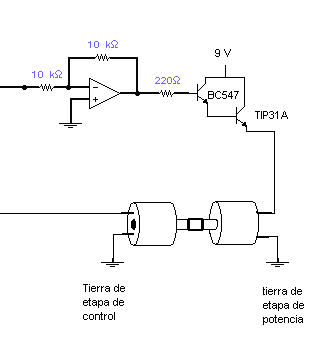 10 kΩ
9 V
10 kΩ
220Ω
BC547
TIP31A
Tierra de
etapa de
control
tierra de
etapa de
potencia